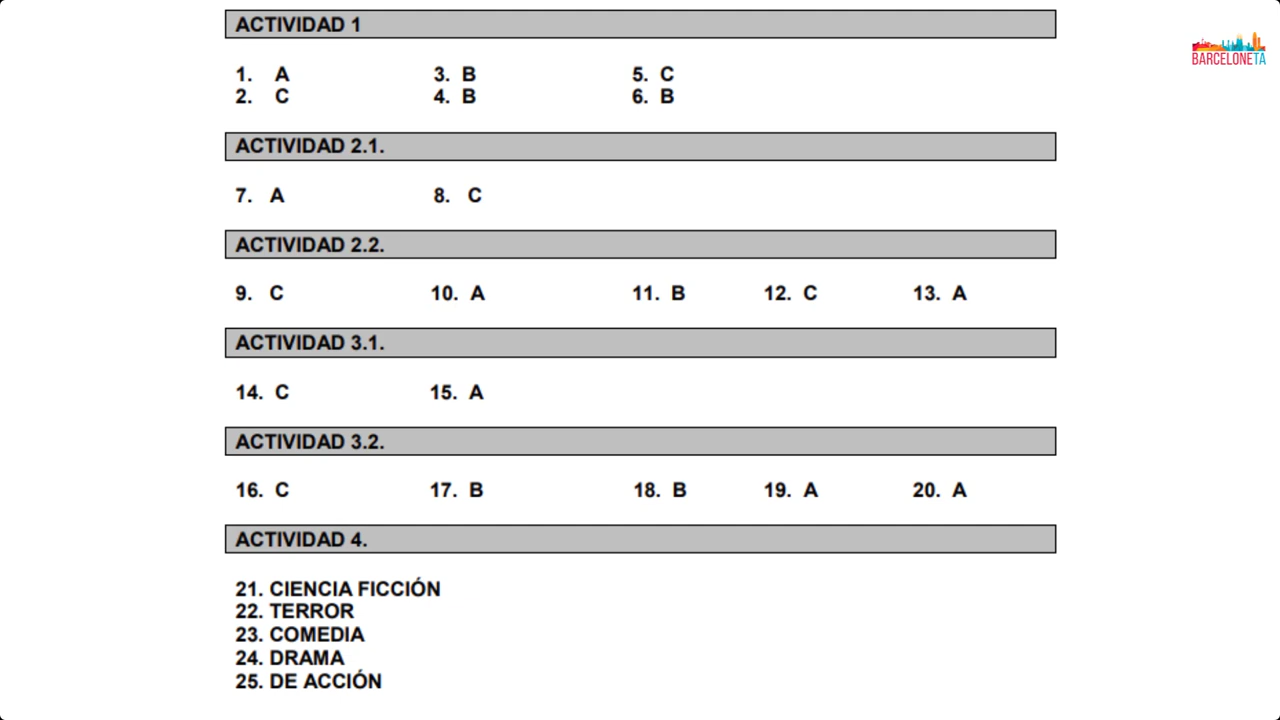 ACTIVIDAD 1
BARCELONETA
1. A 3. B 5. C
2. C 4. B 6. B
ACTIVIDAD 2.1.
7. A 8. C
ACTIVIDAD 2.2.
9. C 10. A 11. B 12. C 13. A
ACTIVIDAD 3.1.
14. C 15. A
ACTIVIDAD 3.2.
16. C 17. B 18. B 19. A 20. A
ACTIVIDAD 4.
21. CIENCIA FICCIÓN
22. TERROR
23. COMEDIA
24. DRAMA
25. DE ACCIÓN